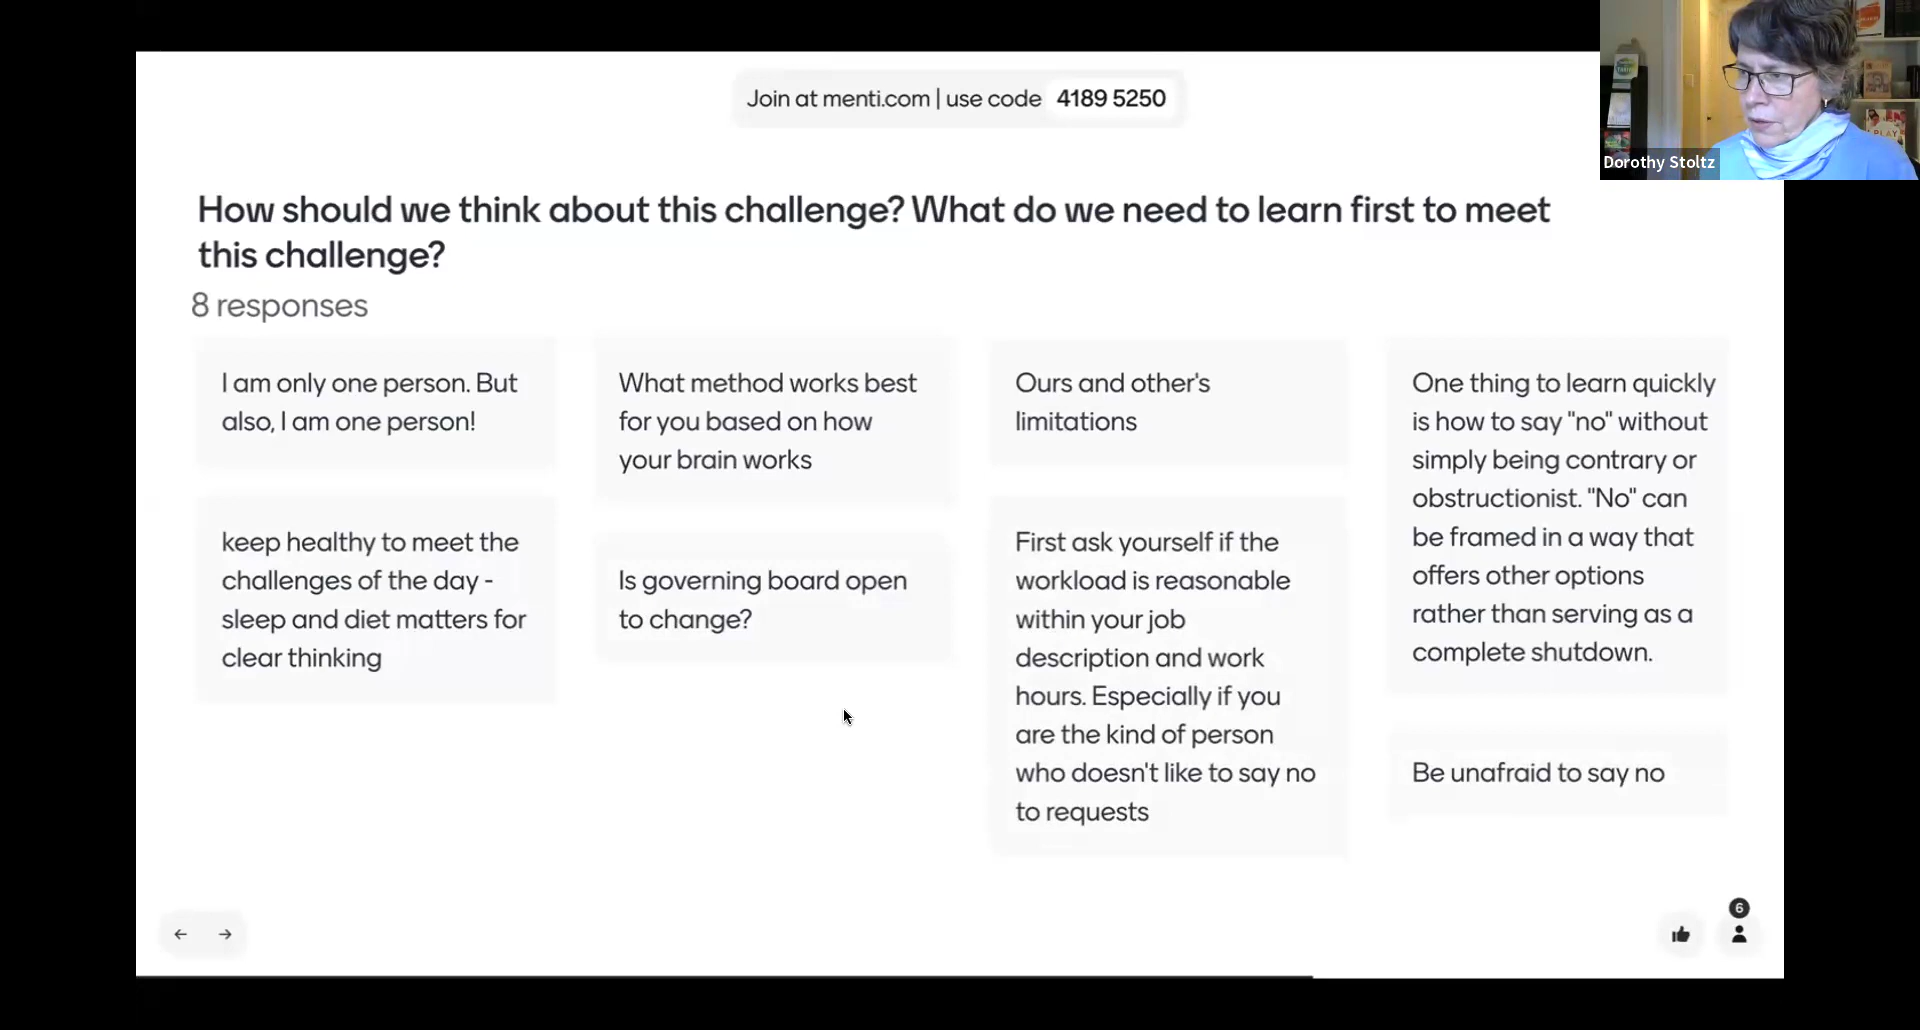 Join at menti.com | use code 4189 5250
Dorothy Stoltz
PLAY
How should we think about this challenge? What do we need to learn first to meet
this challenge?
8 responses
I am only one person. But
also, I am one person!
keep healthy to meet the
challenges of the day -
sleep and diet matters for
clear thinking
What method works best
for you based on how
your brain works
Is governing board open
to change?
Ours and other's
limitations
First ask yourself if the
workload is reasonable
within your job
description and work
hours. Especially if you
are the kind of person
who doesn't like to say no
to requests
One thing to learn quickly
is how to say "no" without
simply being contrary or
obstructionist. "No" can
be framed in a way that
offers other options
rather than serving as a
complete shutdown.
Be unafraid to say no
6